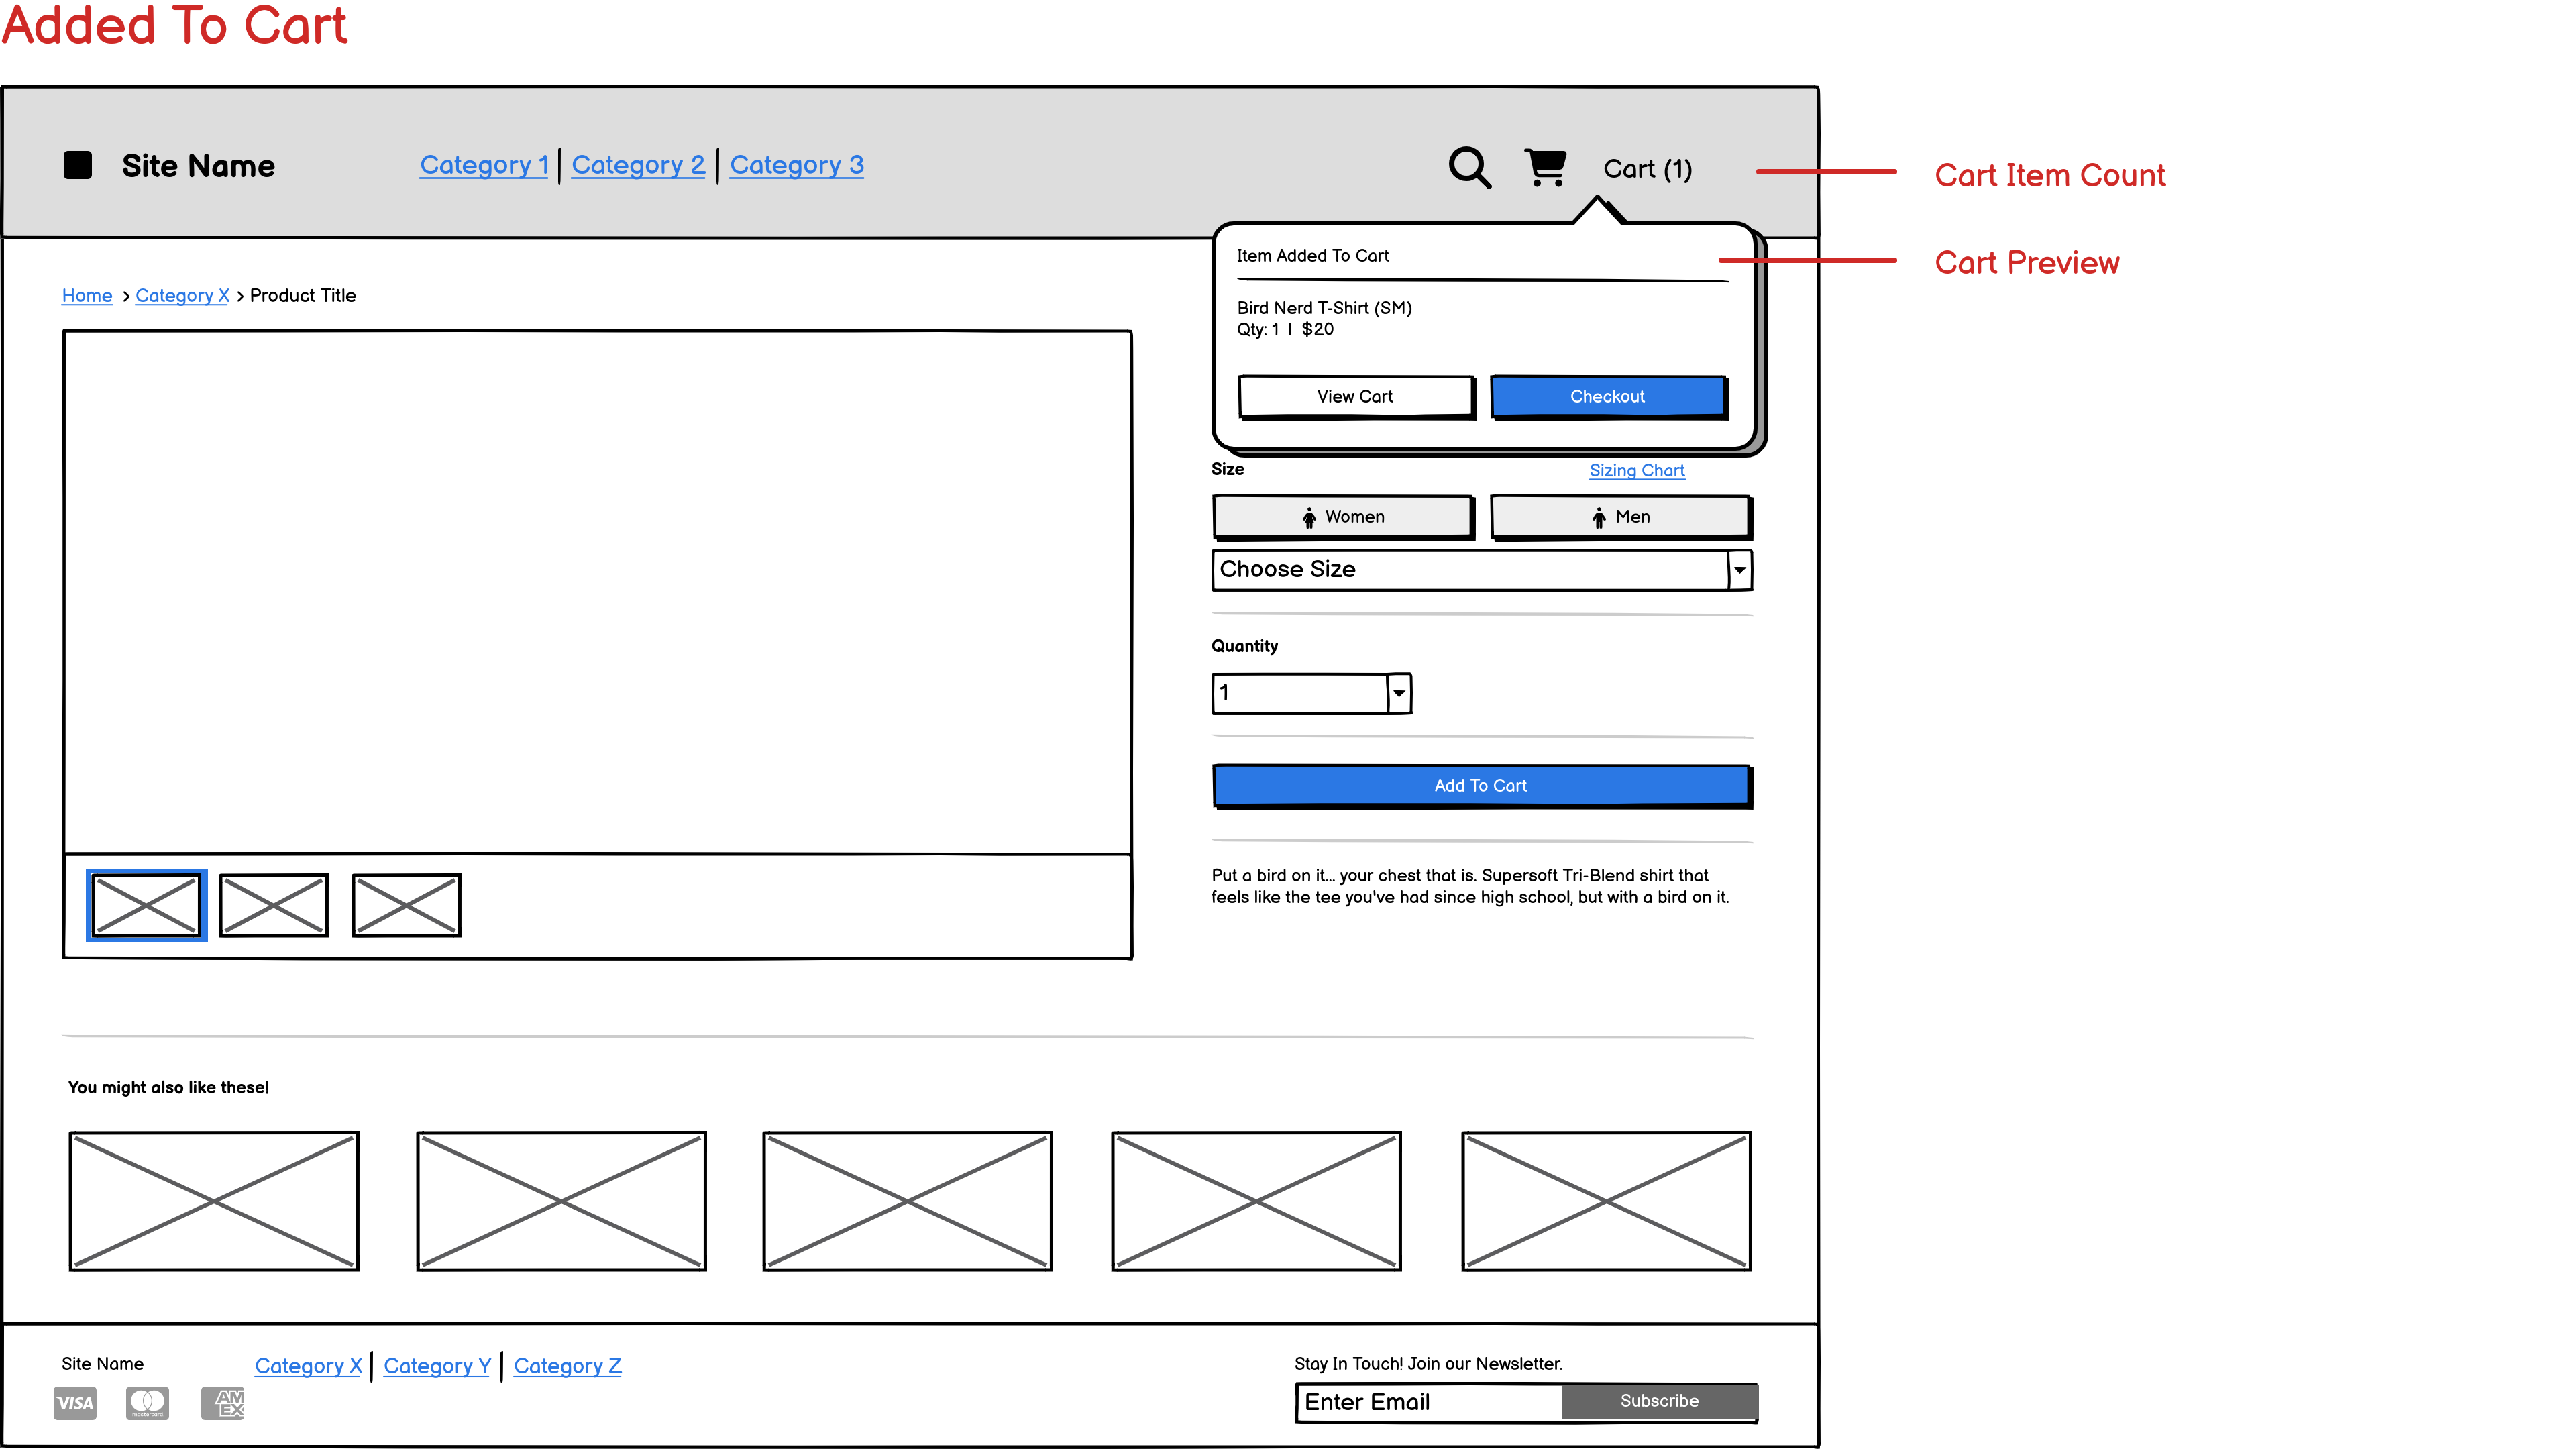 Added To Cart
Site Name
Category 1 | Category 2 | Category 3
Cart (1)
Cart Item Count
Item Added To Cart
Cart Preview
Home > Category X > Product Title
Bird Nerd T-Shirt (SM)
Qty: 1 | $20
View Cart
Checkout
Size
Sizing Chart
Women
Men
Choose Size
Quantity
1
Add To Cart
Put a bird on it... your chest that is. Supersoft Tri-Blend shirt that
feels like the tee you've had since high school, but with a bird on it.
You might also like these!
Site Name
Category X | Category Y | Category Z
VISA
mastercard
AM
EX
Stay In Touch! Join our Newsletter.
Enter Email
Subscribe